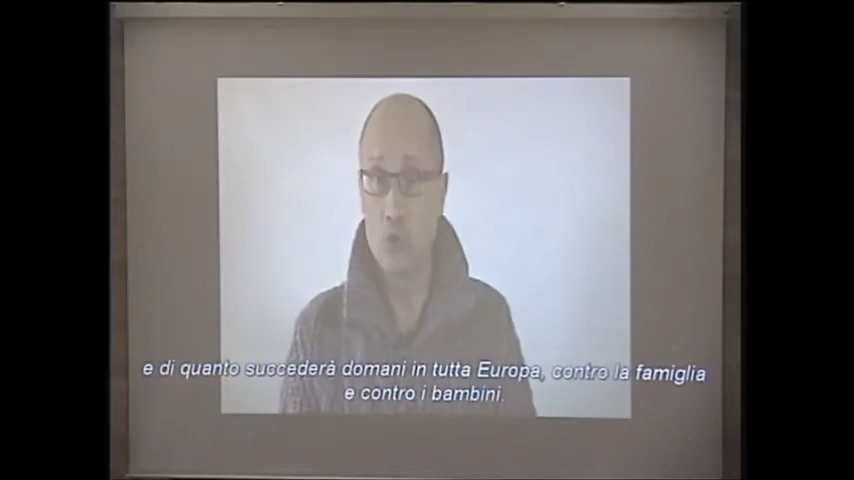 e di quanto succederà domani in tutta Europa, contro la famiglia
e contro i bambini.